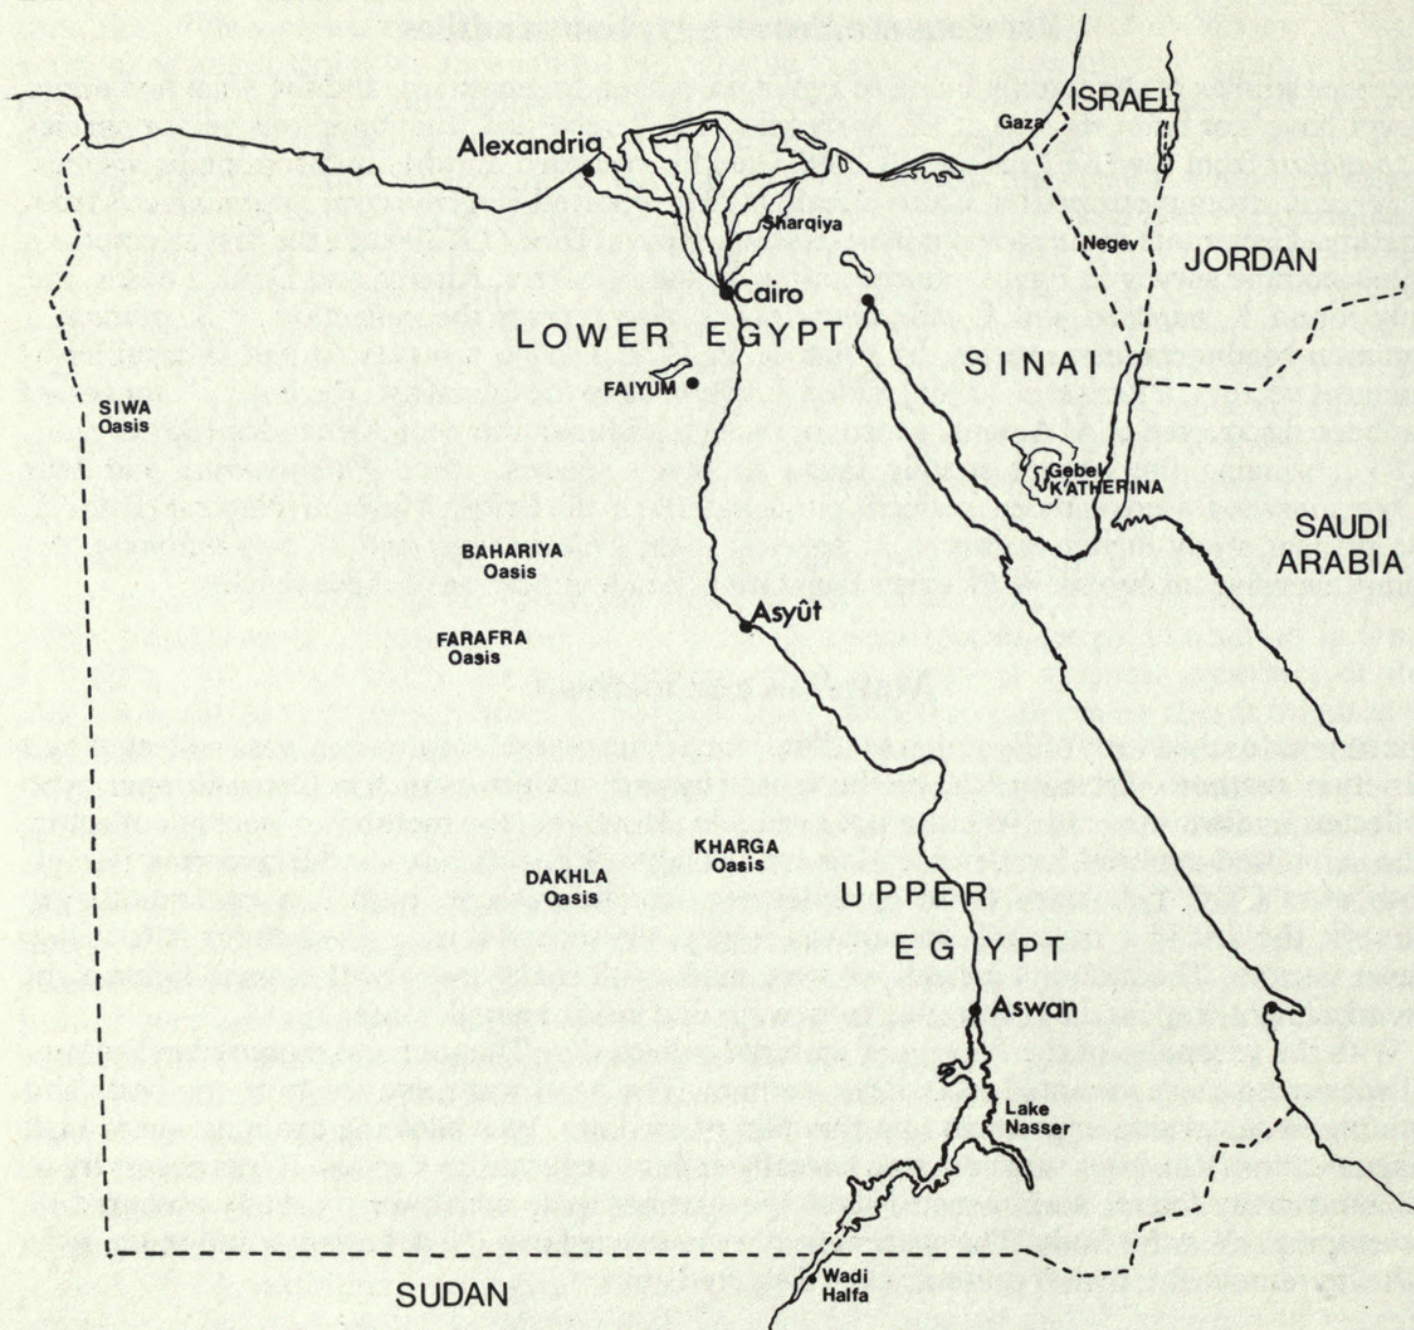 ISRAEL
Gaza
Alexandria
Sharqiya
Negev
JORDAN
Cairo
LOWER EGYPT
SINAI
FAIYUM
SIWA
Oasis
Gebel
KATHERINA
SAUDI
ARABIA
BAHARIYA
Oasis
Asyût
FARAFRA
Oasis
KHARGA
Oasis
DAKHLA
Oasis
UPPER
EGYPT
Aswan
Lake
Nasser
Wadi
Halfa
SUDAN